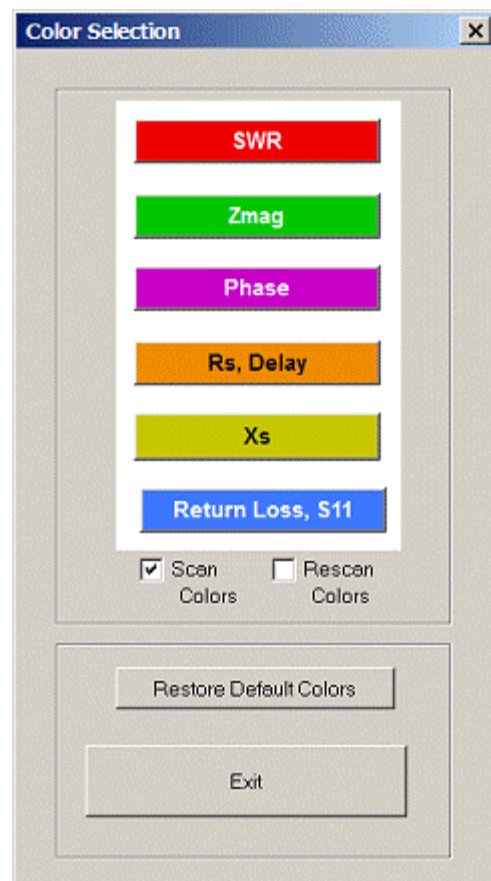 Color Selection
SWR
Zmag
Phase
Rs, Delay
Xs
Return Loss, S11
Scan Colors
Rescan Colors
Restore Default Colors
Exit